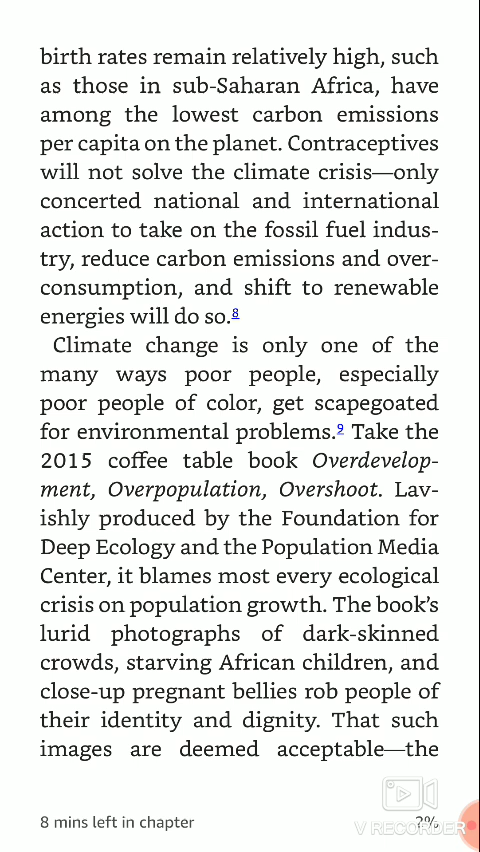 birth rates remain relatively high, such
as those in sub-Saharan Africa, have
among the lowest carbon emissions
per capita on the planet. Contraceptives
will not solve the climate crisis—only
concerted national and international
action to take on the fossil fuel indus-
try, reduce carbon emissions and over-
consumption, and shift to renewable
energies will do so.8
Climate change is only one of the
many ways poor people, especially
poor people of color, get scapegoated
for environmental problems.9 Take the
2015 coffee table book Overdevelop-
ment, Overpopulation, Overshoot. Lav-
ishly produced by the Foundation for
Deep Ecology and the Population Media
Center, it blames most every ecological
crisis on population growth. The book's
lurid photographs of dark-skinned
crowds, starving African children, and
close-up pregnant bellies rob people of
their identity and dignity. That such
images are deemed acceptable—the
8 mins left in chapter 2%
V RECORDER